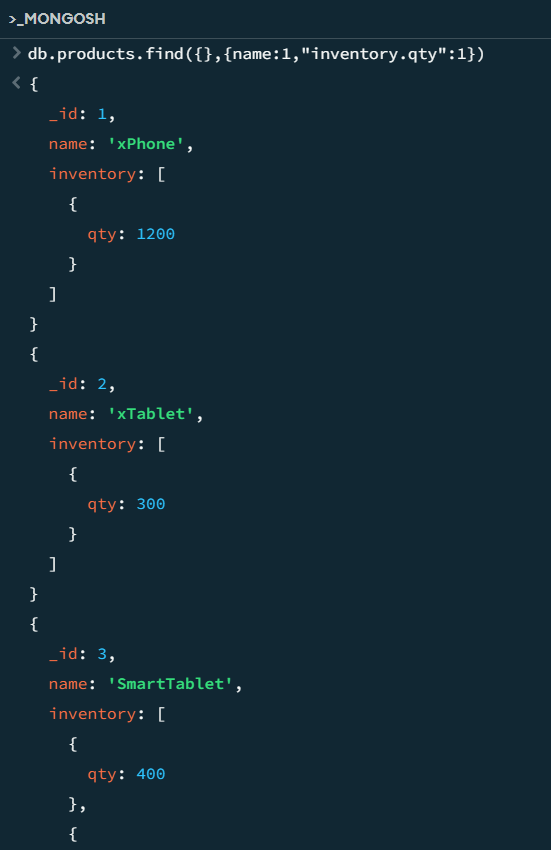 >_MONGOSH
> db.products.find({},{name:1,"inventory.qty":1})
< {
_id: 1,
name: 'xPhone',
inventory: [
{
qty: 1200
}
]
}
{
_id: 2,
name: 'xTablet',
inventory: [
{
qty: 300
}
]
}
{
_id: 3,
name: 'SmartTablet',
inventory: [
{
qty: 400
},
{